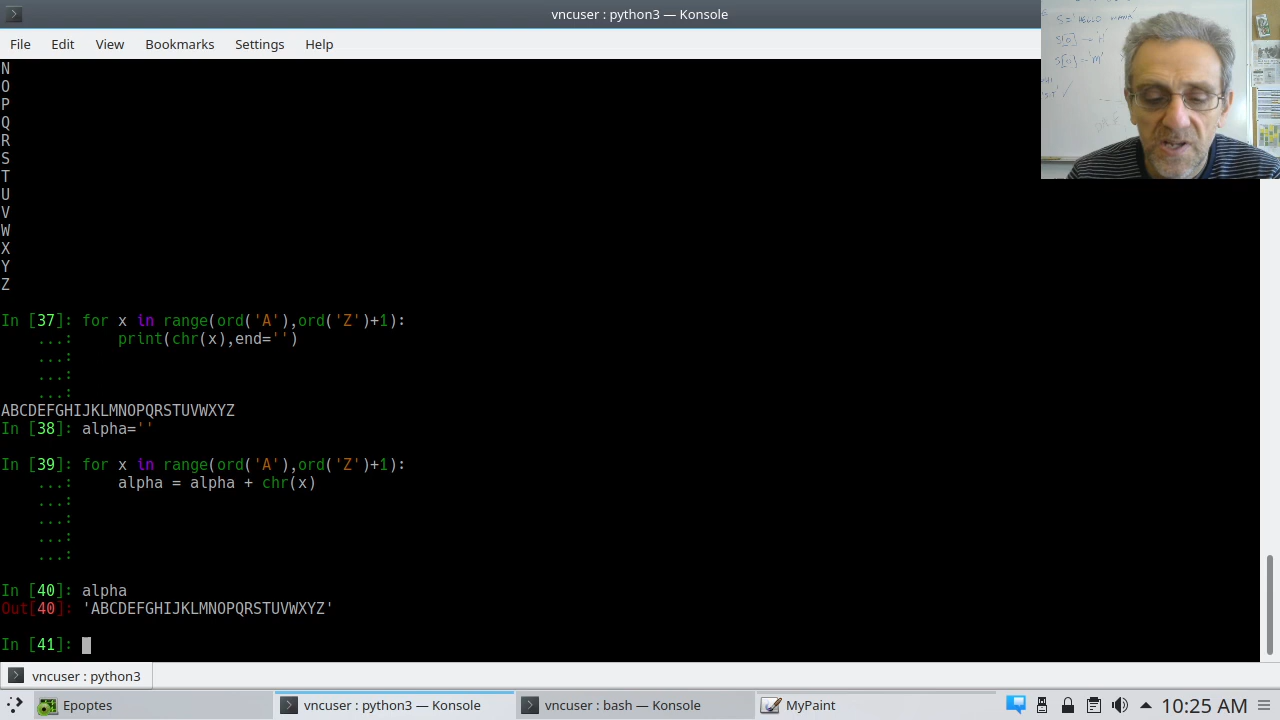 vncuser : python3 — Konsole
File Edit View Bookmarks Settings Help
N
O
P
Q
R
S
T
U
V
W
X
Y
Z
In [37]: for x in range(ord('A'),ord('Z')+1):
...: print(chr(x),end='')
...:
...:
...:
ABCDEFGHIJKLMNOPQRSTUVWXYZ
In [38]: alpha=''
In [39]: for x in range(ord('A'),ord('Z')+1):
...: alpha = alpha + chr(x)
...:
...:
...:
...:
In [40]: alpha
Out[40]: 'ABCDEFGHIJKLMNOPQRSTUVWXYZ'
In [41]:
vncuser : python3
Epoptes vncuser : python3 — Konsole vncuser : bash — Konsole MyPaint 10:25 AM
S='HELLO